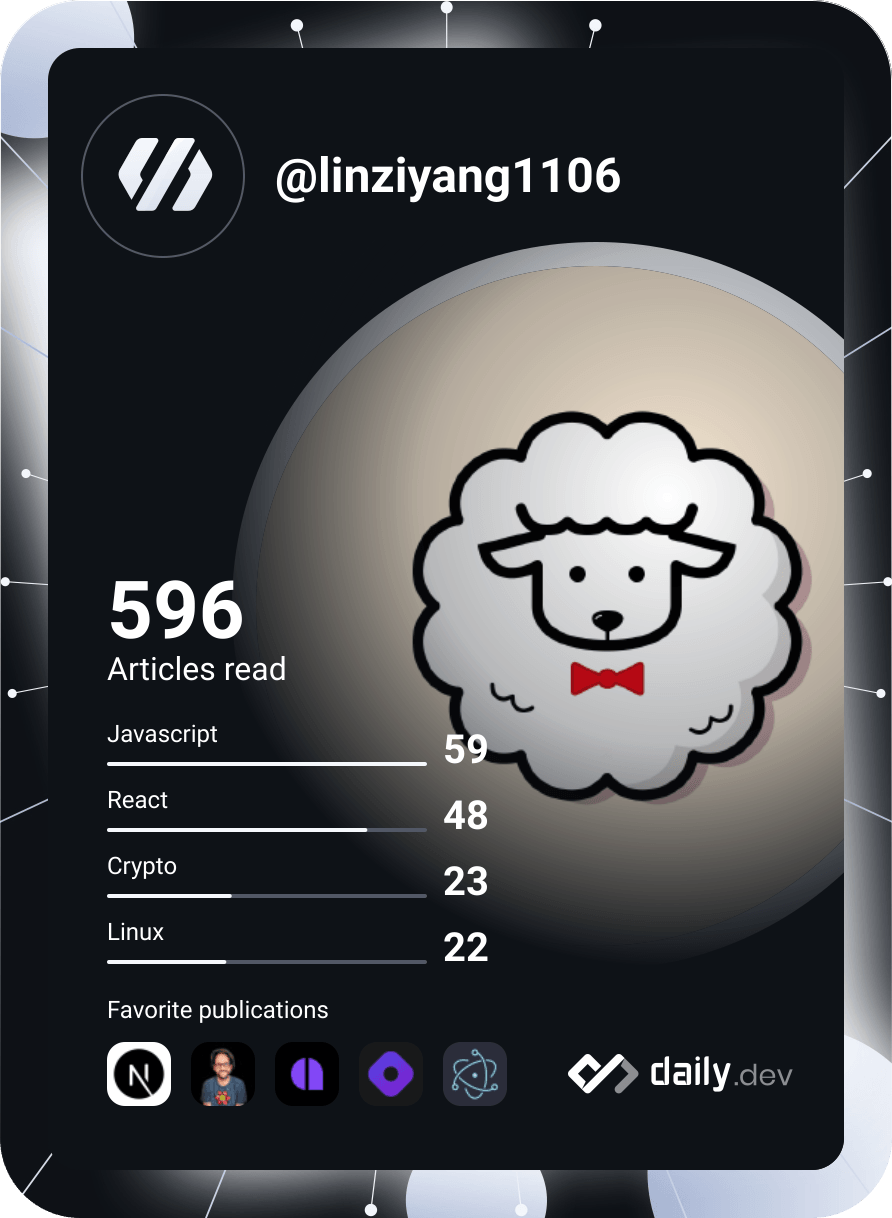 @linziyang1106
596
Articles read
Javascript
59
React
48
Crypto
23
Linux
22
Favorite publications
N
daily.dev